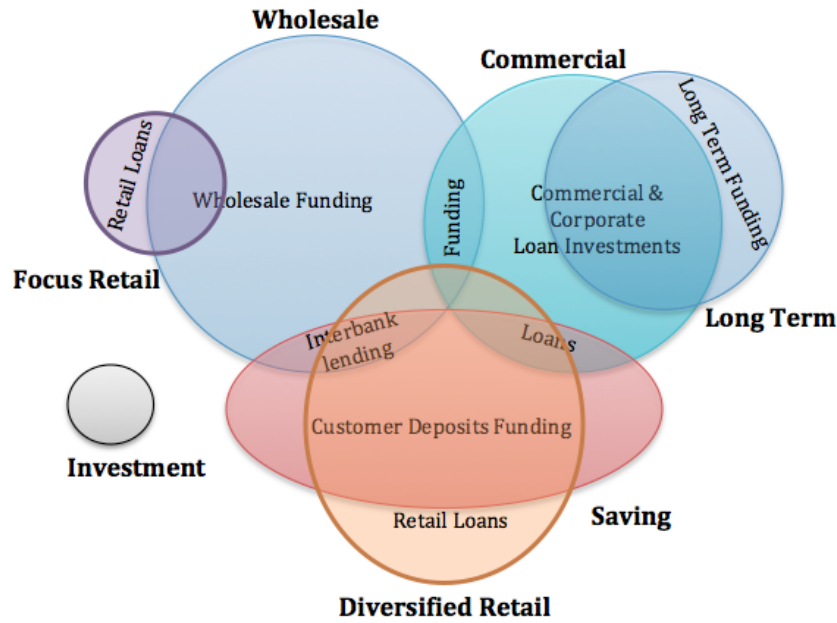 Wholesale
Commercial
Retail Loans
Wholesale Funding
Funding
Commercial &
Corporate
Loan Investments
Long Term Funding
Focus Retail
Long Term
Interbank
lending
Loans
Customer Deposits Funding
Investment
Retail Loans
Saving
Diversified Retail